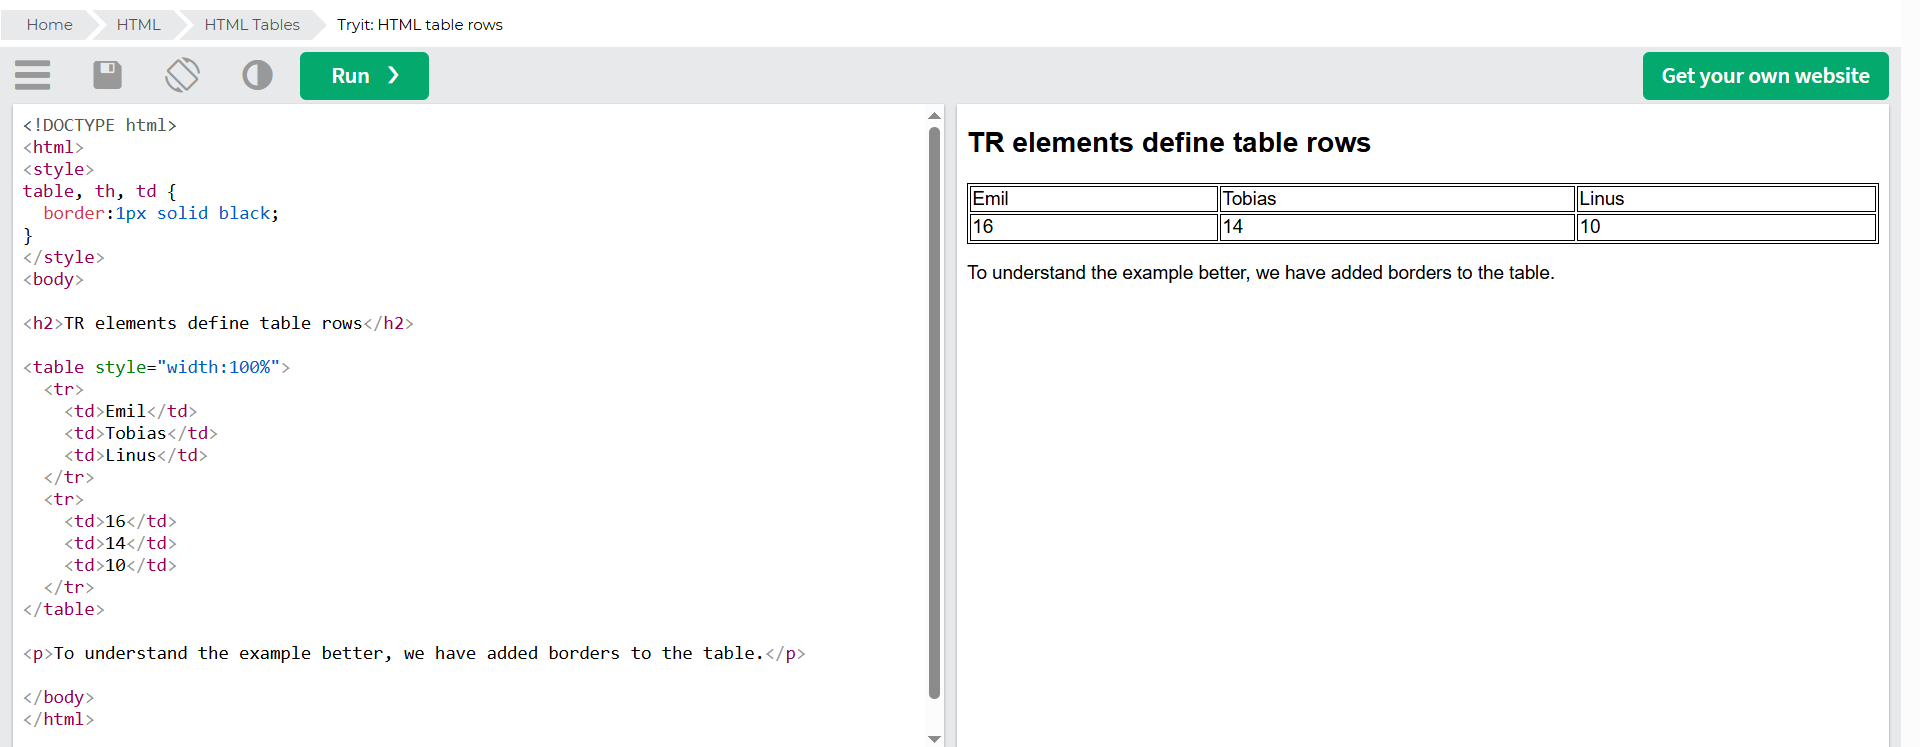 Home HTML HTML Tables Tryit: HTML table rows
Run ❯ Get your own website
<!DOCTYPE html>
<html>
<style>
table, th, td {
  border:1px solid black;
}
</style>
<body>

<h2>TR elements define table rows</h2>

<table style="width:100%">
  <tr>
    <td>Emil</td>
    <td>Tobias</td>
    <td>Linus</td>
  </tr>
  <tr>
    <td>16</td>
    <td>14</td>
    <td>10</td>
  </tr>
</table>

<p>To understand the example better, we have added borders to the table.</p>

</body>
</html>
TR elements define table rows
Emil Tobias Linus
16 14 10
To understand the example better, we have added borders to the table.